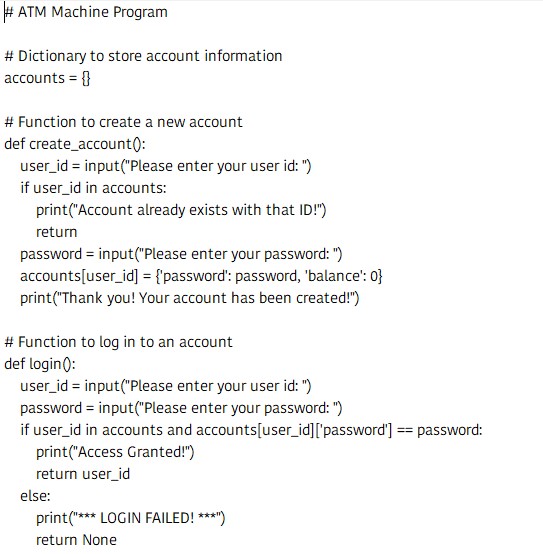 # ATM Machine Program
# Dictionary to store account information
accounts = {}
# Function to create a new account
def create_account():
    user_id = input("Please enter your user id: ")
    if user_id in accounts:
        print("Account already exists with that ID!")
        return
    password = input("Please enter your password: ")
    accounts[user_id] = {'password': password, 'balance': 0}
    print("Thank you! Your account has been created!")
# Function to log in to an account
def login():
    user_id = input("Please enter your user id: ")
    password = input("Please enter your password: ")
    if user_id in accounts and accounts[user_id]['password'] == password:
        print("Access Granted!")
        return user_id
    else:
        print("*** LOGIN FAILED! ***")
        return None